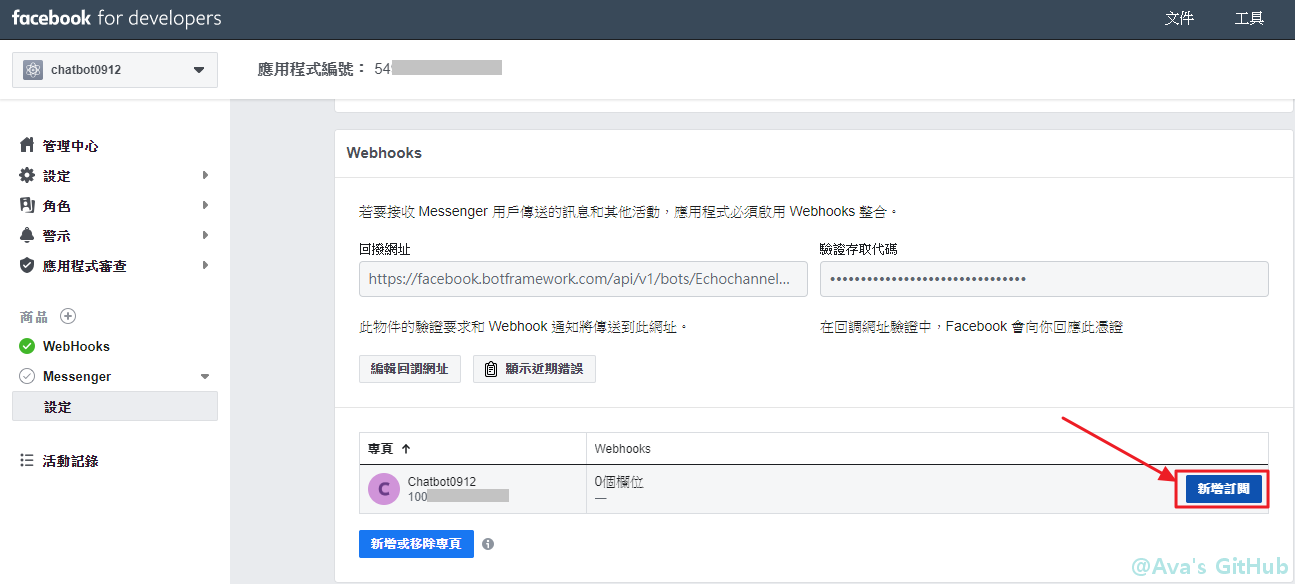 facebook for developers 文件 工具
chatbot0912 應用程式編號： 54
管理中心
設定
角色
警示
應用程式審查
商品
WebHooks
Messenger
設定
活動記錄
Webhooks
若要接收 Messenger 用戶傳送的訊息和其他活動，應用程式必須啟用 Webhooks 整合。
回撥網址 驗證存取代碼
https://facebook.botframework.com/api/v1/bots/Echochannel... ••••••••••••••••••••••••••••••••
此物件的驗證要求和 Webhook 通知將傳送到此網址。 在回調網址驗證中，Facebook 會向你回應此憑證
編輯回調網址 顯示近期錯誤
專頁 ↑ Webhooks
C Chatbot0912 0個欄位
100 —
新增訂閱
新增或移除專頁
@Ava's GitHub